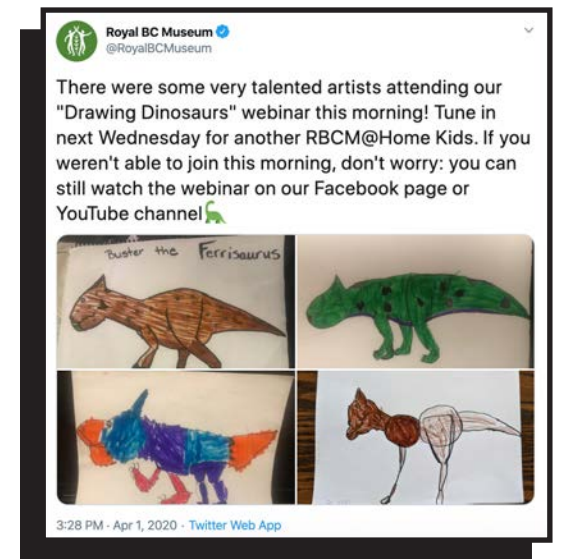 Royal BC Museum
@RoyalBCMuseum
There were some very talented artists attending our
"Drawing Dinosaurs" webinar this morning! Tune in
next Wednesday for another RBCM@Home Kids. If you
weren't able to join this morning, don't worry: you can
still watch the webinar on our Facebook page or
YouTube channel🦕
Buster the Ferrisaurus
3:28 PM · Apr 1, 2020 · Twitter Web App